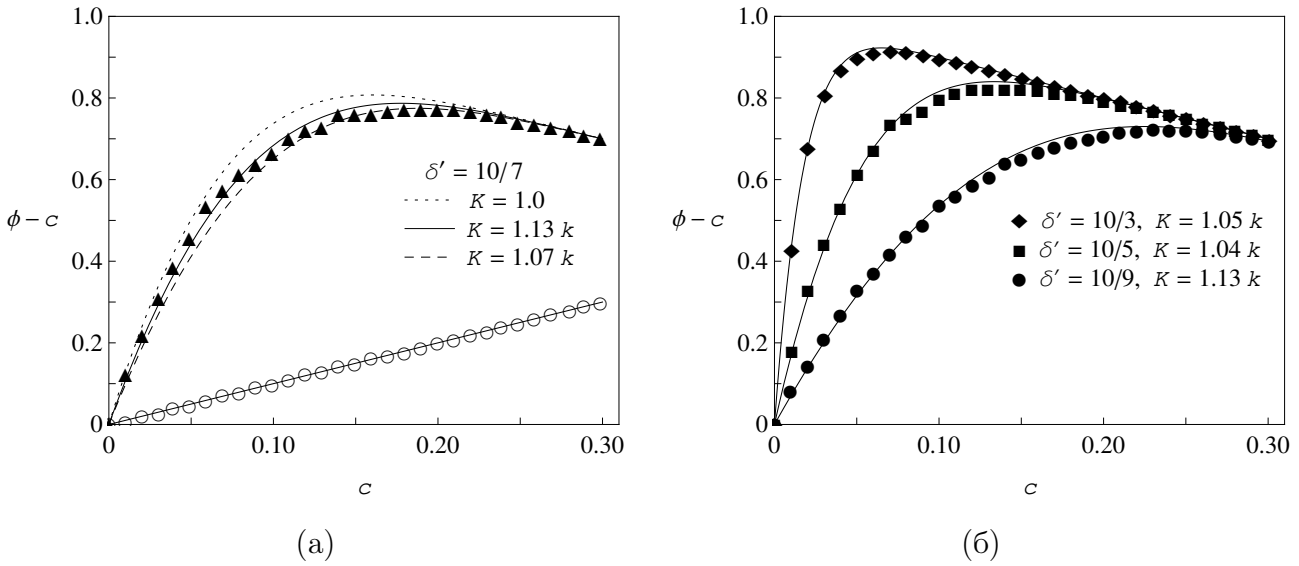 1.0
0.8
0.6
0.4
0.2
0
ϕ – c
δ′ = 10/7
K = 1.0
K = 1.13 k
K = 1.07 k
0 0.10 0.20 0.30
c
(а)
1.0
0.8
0.6
0.4
0.2
0
ϕ – c
δ′ = 10/3, K = 1.05 k
δ′ = 10/5, K = 1.04 k
δ′ = 10/9, K = 1.13 k
0 0.10 0.20 0.30
c
(б)